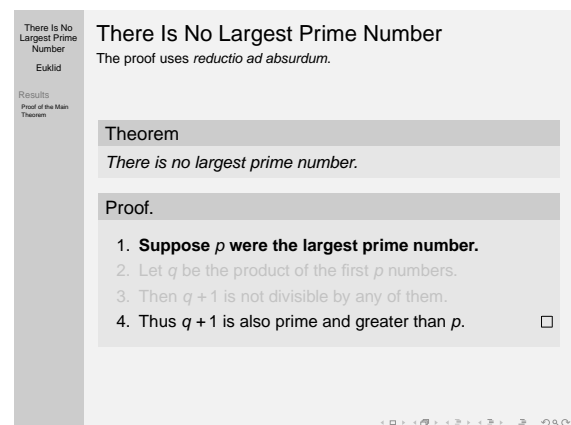 There Is No
Largest Prime
Number
Euklid
Results
Proof of the Main
Theorem
There Is No Largest Prime Number
The proof uses reductio ad absurdum.
Theorem
There is no largest prime number.
Proof.
1. Suppose p were the largest prime number.
2. Let q be the product of the first p numbers.
3. Then q + 1 is not divisible by any of them.
4. Thus q + 1 is also prime and greater than p.